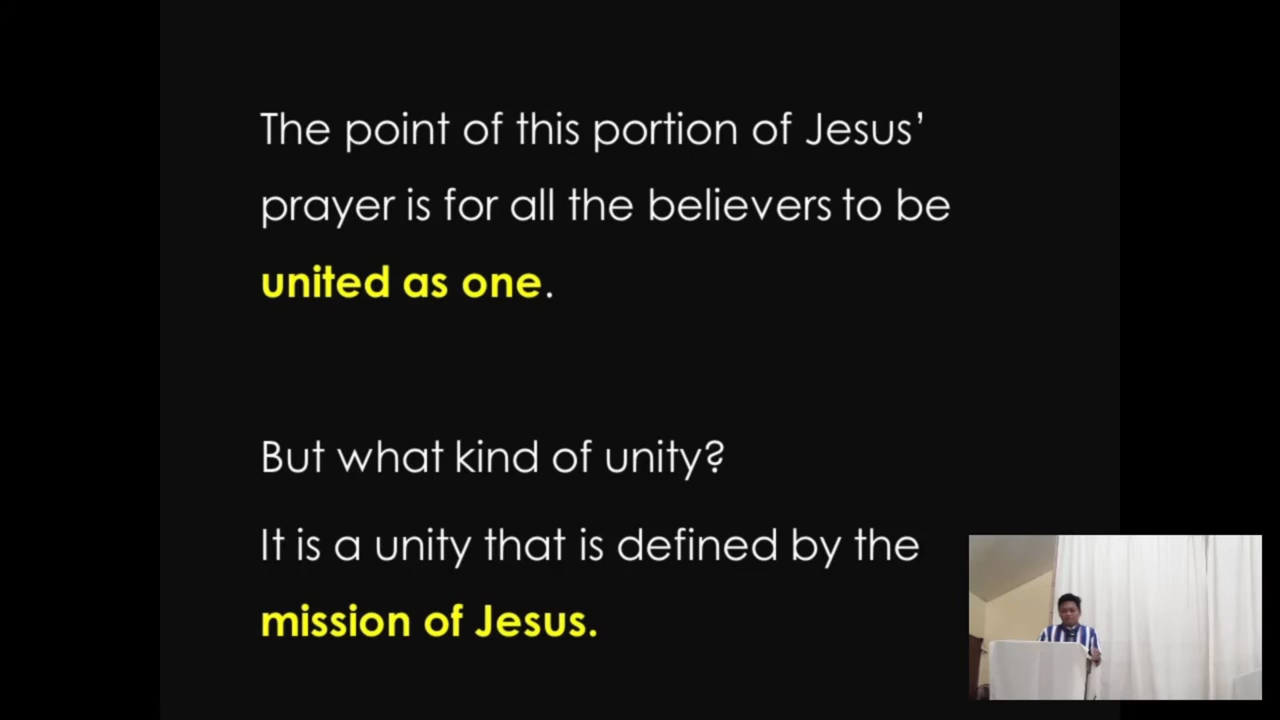 The point of this portion of Jesus’
prayer is for all the believers to be
united as one.
But what kind of unity?
It is a unity that is defined by the
mission of Jesus.